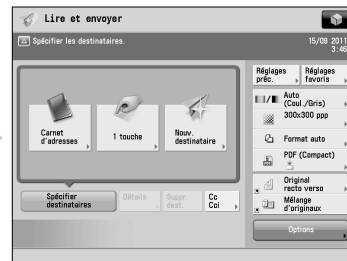 Lire et envoyer
Spécifier les destinataires.
15/09 2011
3:46
Carnet
d'adresses
1 touche
Nouv.
destinataire
Spécifier
destinataires
Détails
Suppr.
dest.
Cc
Cci
Réglages
préc.
Réglages
favoris
Auto
(Coul./Gris)
300x300 ppp
Format auto
PDF (Compact)
Original
recto verso
Mélange
d'originaux
Options